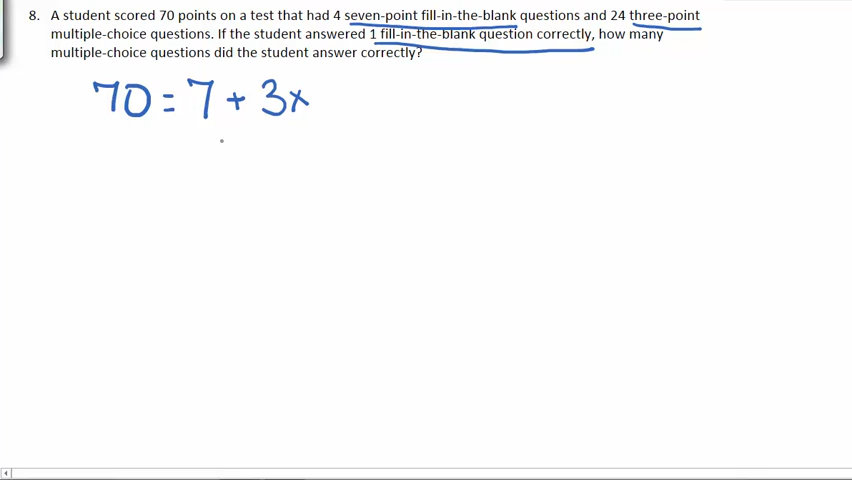 8. A student scored 70 points on a test that had 4 seven-point fill-in-the-blank questions and 24 three-point
multiple-choice questions. If the student answered 1 fill-in-the-blank question correctly, how many
multiple-choice questions did the student answer correctly?
70 = 7 + 3x